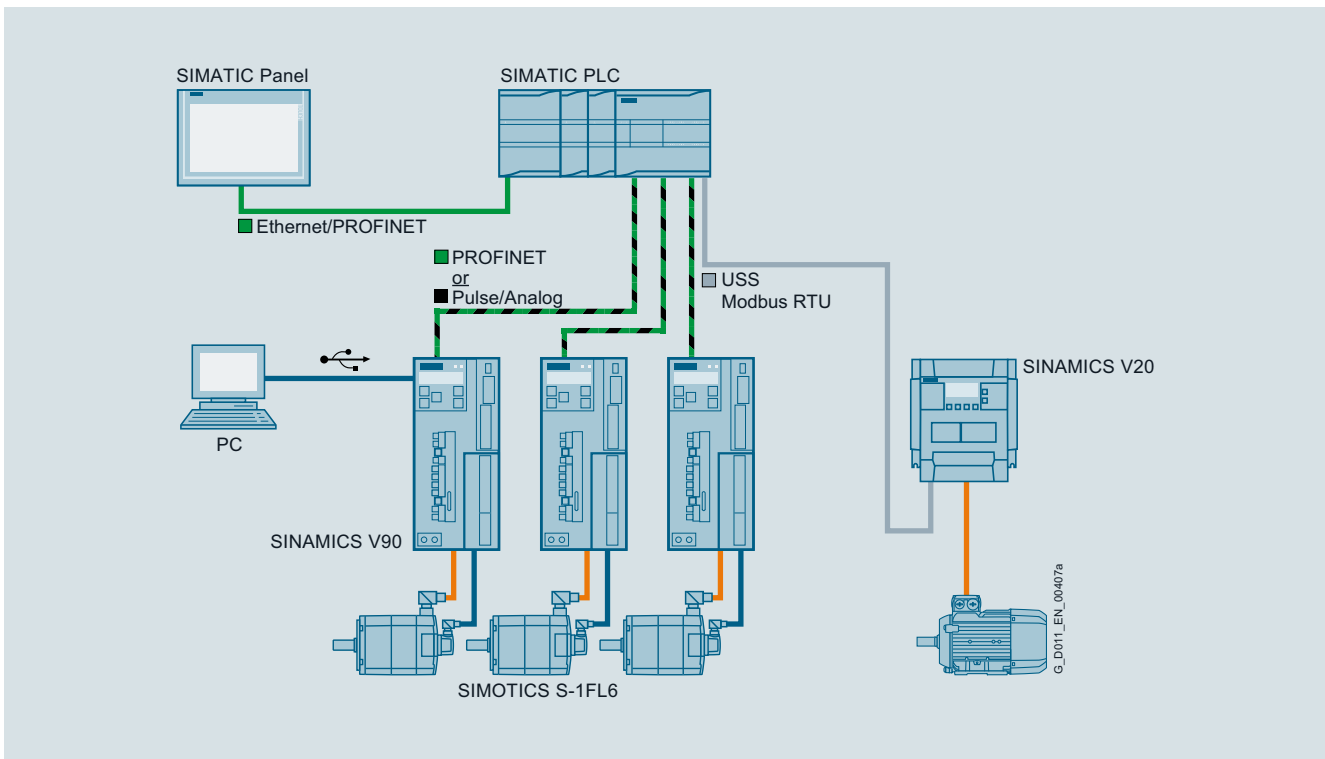 SIMATIC Panel
SIMATIC PLC
Ethernet/PROFINET
PROFINET
or
Pulse/Analog
USS
Modbus RTU
SINAMICS V20
PC
SINAMICS V90
SIMOTICS S-1FL6
G_D011_EN_00407a